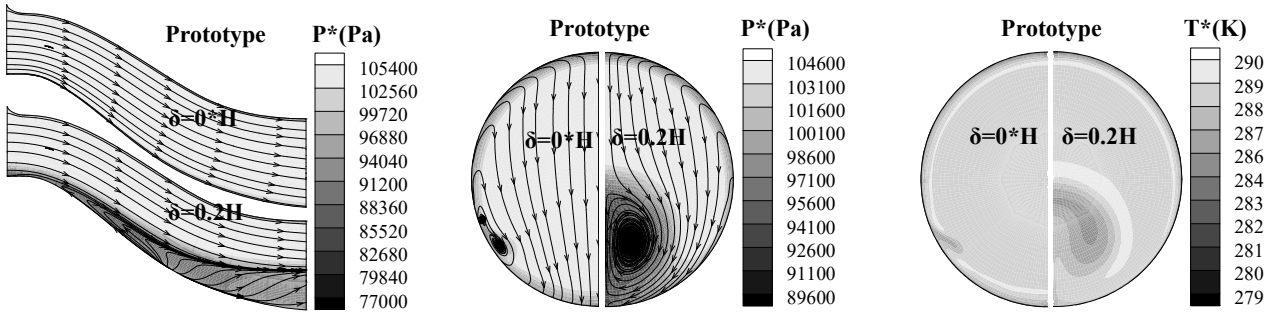 Prototype
P*(Pa)
105400
102560
99720
96880
94040
91200
88360
85520
82680
79840
77000
δ=0*H
δ=0.2H
Prototype
P*(Pa)
104600
103100
101600
100100
98600
97100
95600
94100
92600
91100
89600
δ=0*H
δ=0.2H
Prototype
T*(K)
290
289
288
287
286
285
284
283
282
281
280
279
δ=0*H
δ=0.2H